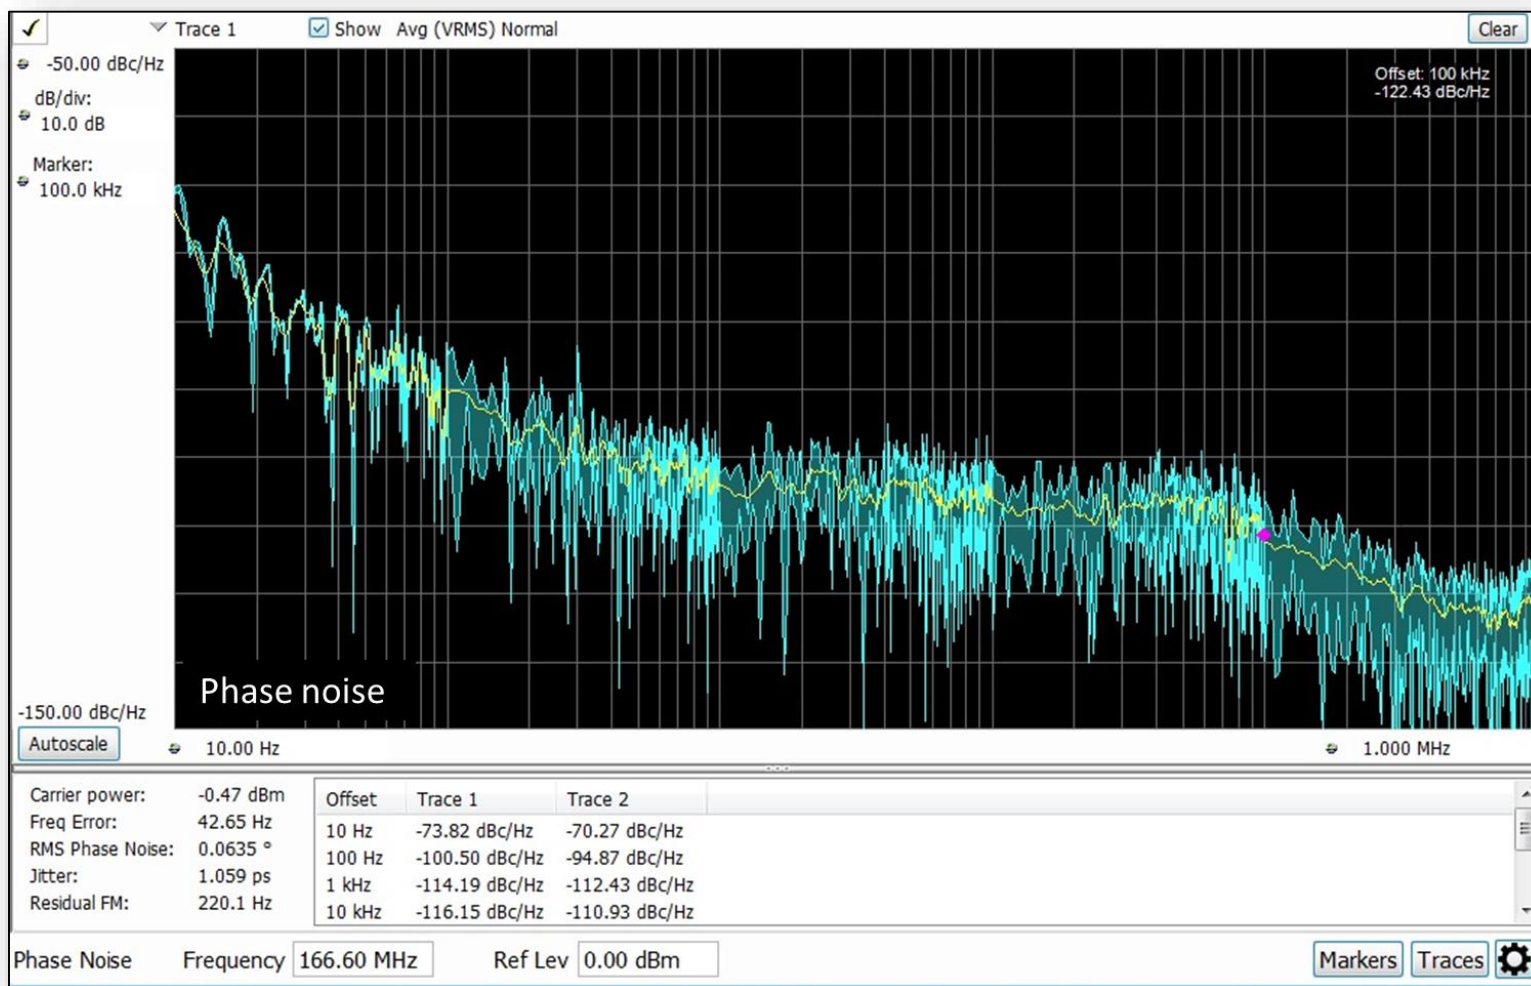 Trace 1 Show Avg (VRMS) Normal Clear
-50.00 dBc/Hz
dB/div:
10.0 dB
Marker:
100.0 kHz
Offset: 100 kHz
-122.43 dBc/Hz
Phase noise
-150.00 dBc/Hz
Autoscale
10.00 Hz 1.000 MHz
Carrier power: -0.47 dBm
Freq Error: 42.65 Hz
RMS Phase Noise: 0.0635 °
Jitter: 1.059 ps
Residual FM: 220.1 Hz
Offset Trace 1 Trace 2
10 Hz -73.82 dBc/Hz -70.27 dBc/Hz
100 Hz -100.50 dBc/Hz -94.87 dBc/Hz
1 kHz -114.19 dBc/Hz -112.43 dBc/Hz
10 kHz -116.15 dBc/Hz -110.93 dBc/Hz
Phase Noise Frequency 166.60 MHz Ref Lev 0.00 dBm Markers Traces